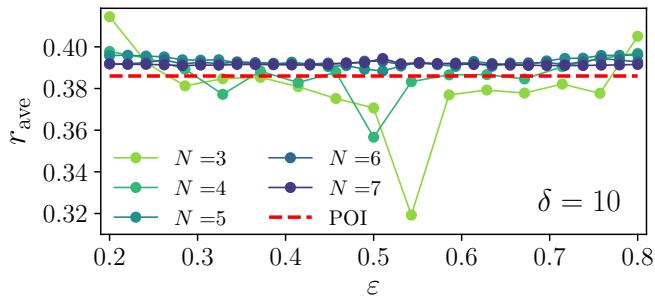 0.40
0.38
0.36
0.34
0.32
r_ave
N =3
N =4
N =5
N =6
N =7
POI
δ = 10
0.2
0.3
0.4
0.5
0.6
0.7
0.8
ε